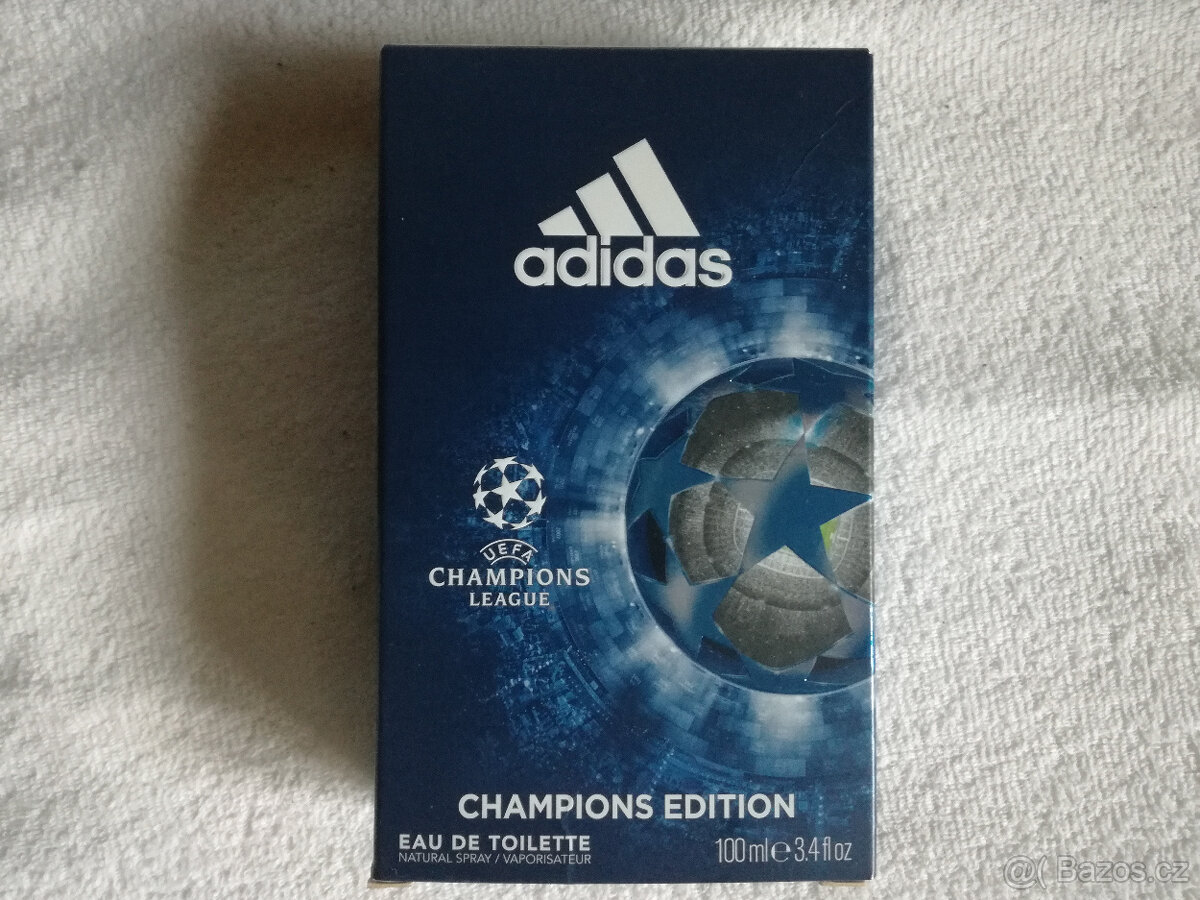 adidas
UEFA
CHAMPIONS
LEAGUE
CHAMPIONS EDITION
EAU DE TOILETTE
NATURAL SPRAY / VAPORISATEUR
100 ml e 3.4 fl oz
@( Bazos.cz